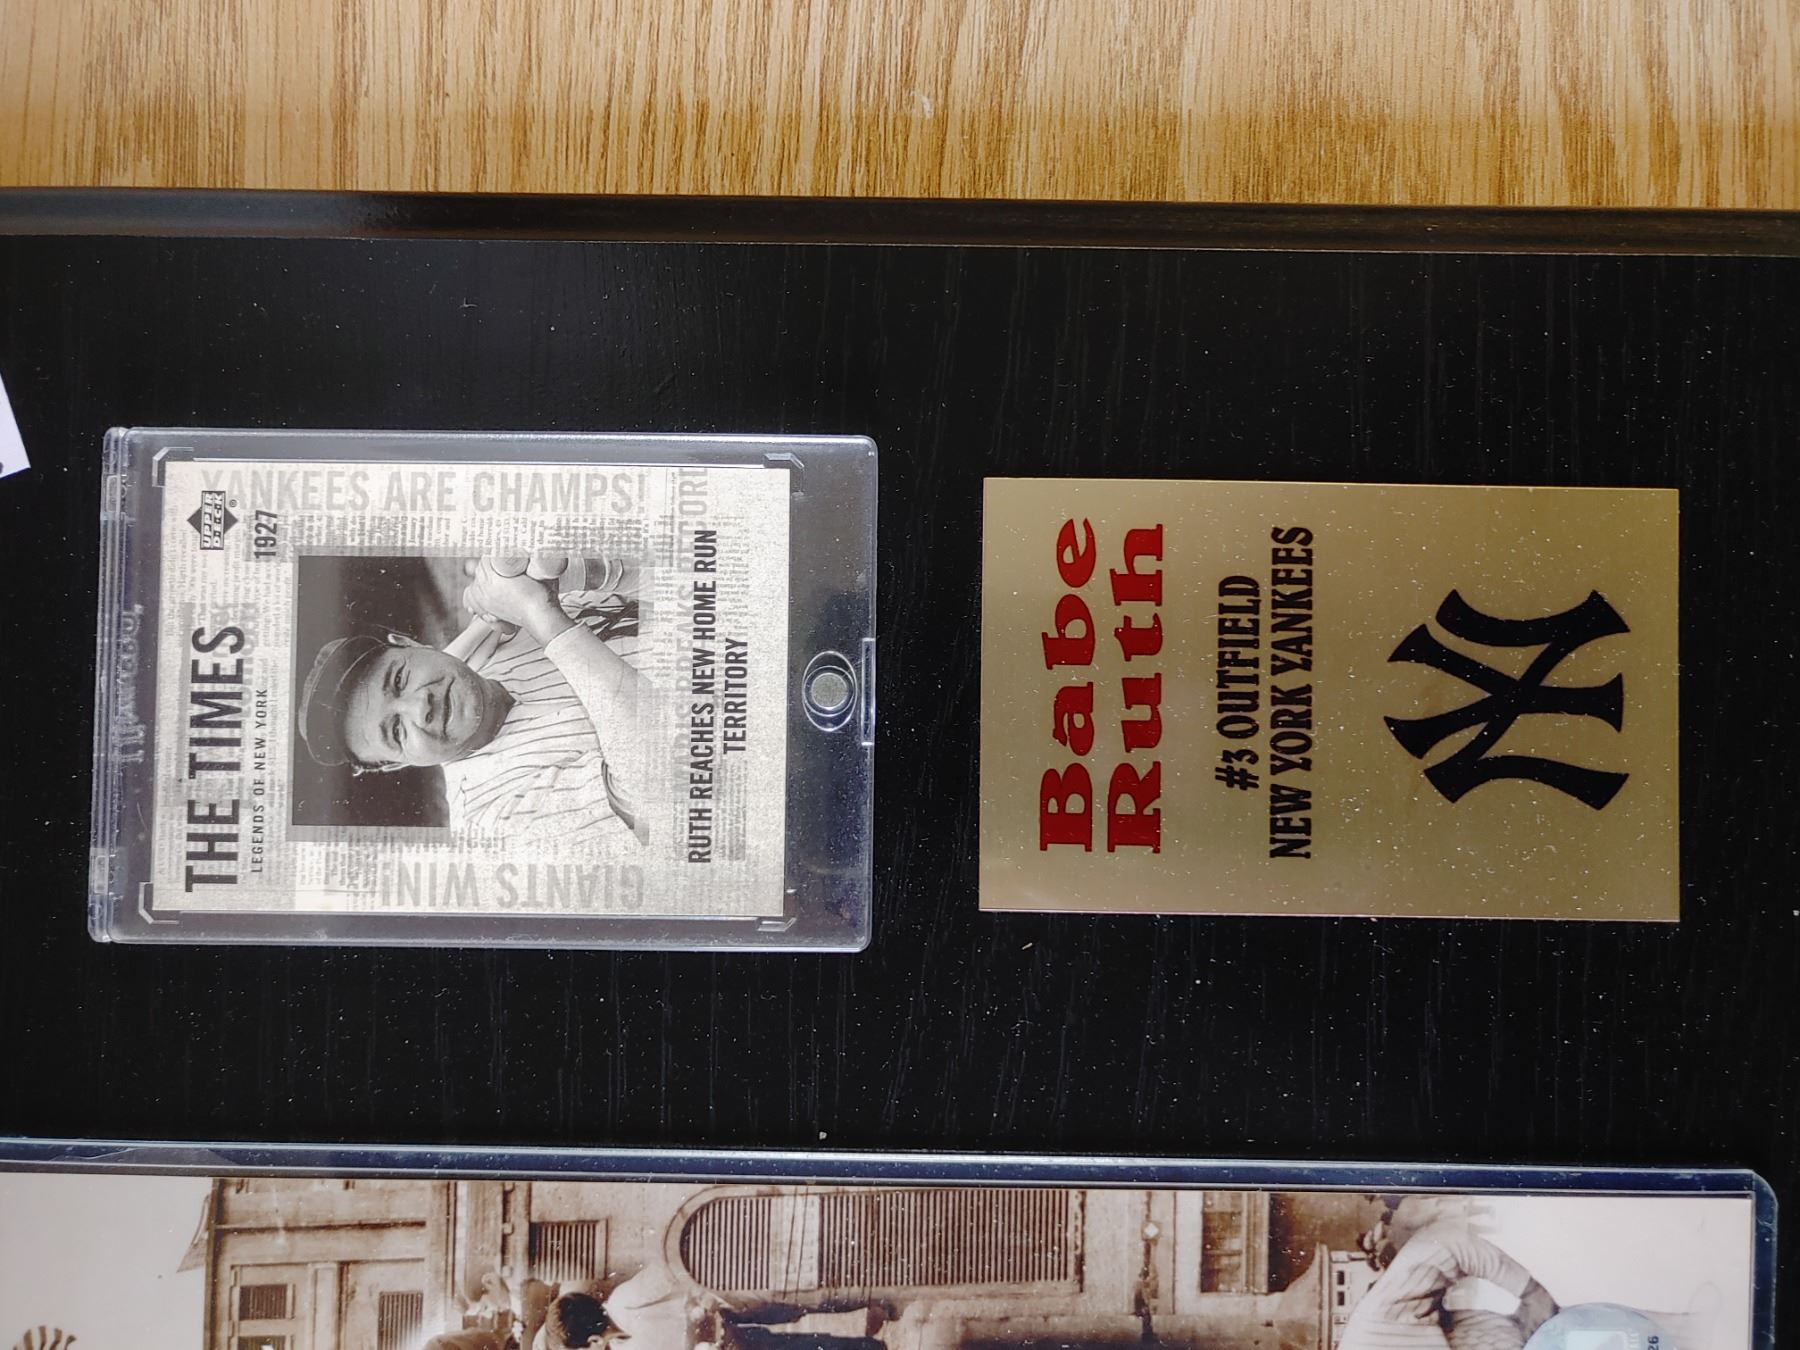 YANKEES ARE CHAMPS!
UPPER
DECK
®
1927
THE TIMES
LEGENDS OF NEW YORK
GIANTS WIN!
RUTH REACHES NEW HOME RUN
TERRITORY
Babe
Ruth
#3 OUTFIELD
NEW YORK YANKEES
NY
26